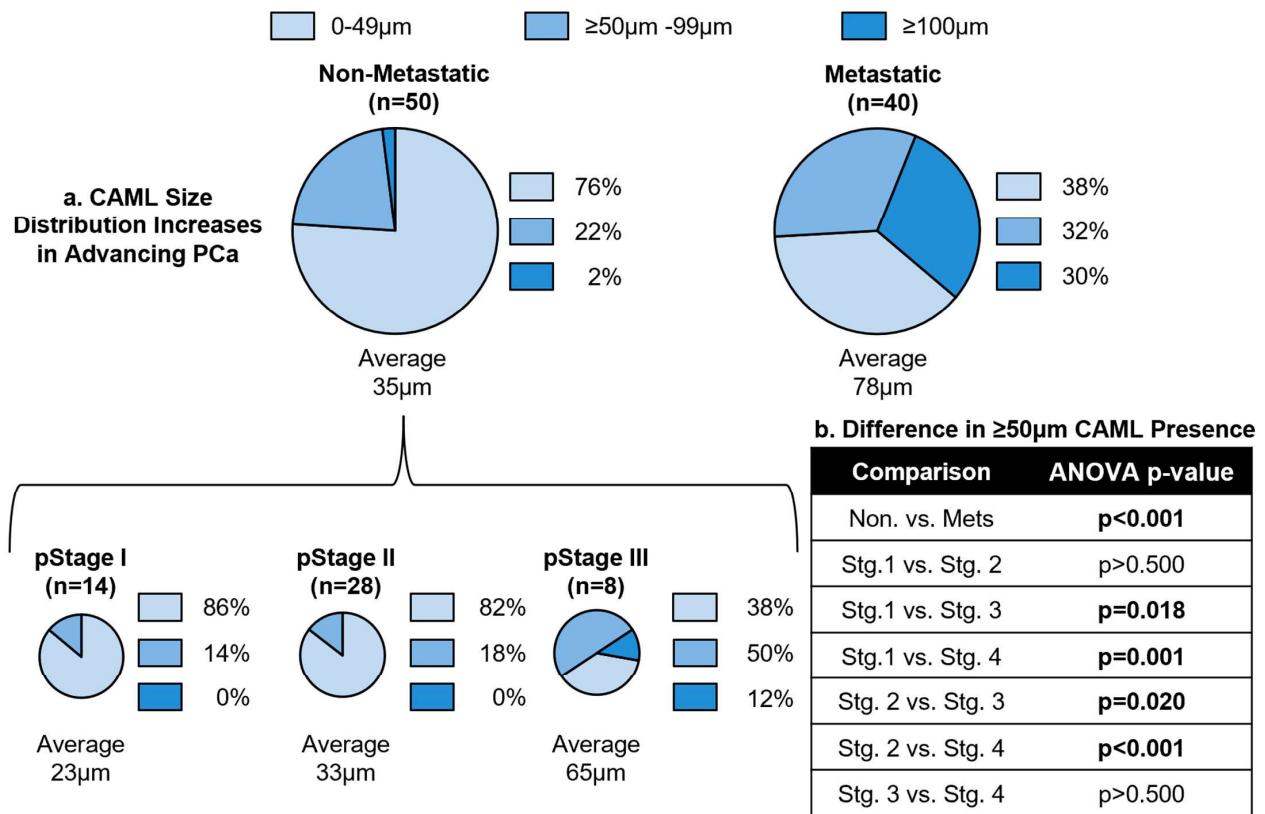 0-49µm
≥50µm -99µm
≥100µm
Non-Metastatic
(n=50)
Metastatic
(n=40)
a. CAML Size
Distribution Increases
in Advancing PCa
76%
22%
2%
38%
32%
30%
Average
35µm
Average
78µm
pStage I
(n=14)
86%
14%
0%
Average
23µm
pStage II
(n=28)
82%
18%
0%
Average
33µm
pStage III
(n=8)
38%
50%
12%
Average
65µm
b. Difference in ≥50µm CAML Presence
Comparison ANOVA p-value
Non. vs. Mets p<0.001
Stg.1 vs. Stg. 2 p>0.500
Stg.1 vs. Stg. 3 p=0.018
Stg.1 vs. Stg. 4 p=0.001
Stg. 2 vs. Stg. 3 p=0.020
Stg. 2 vs. Stg. 4 p<0.001
Stg. 3 vs. Stg. 4 p>0.500